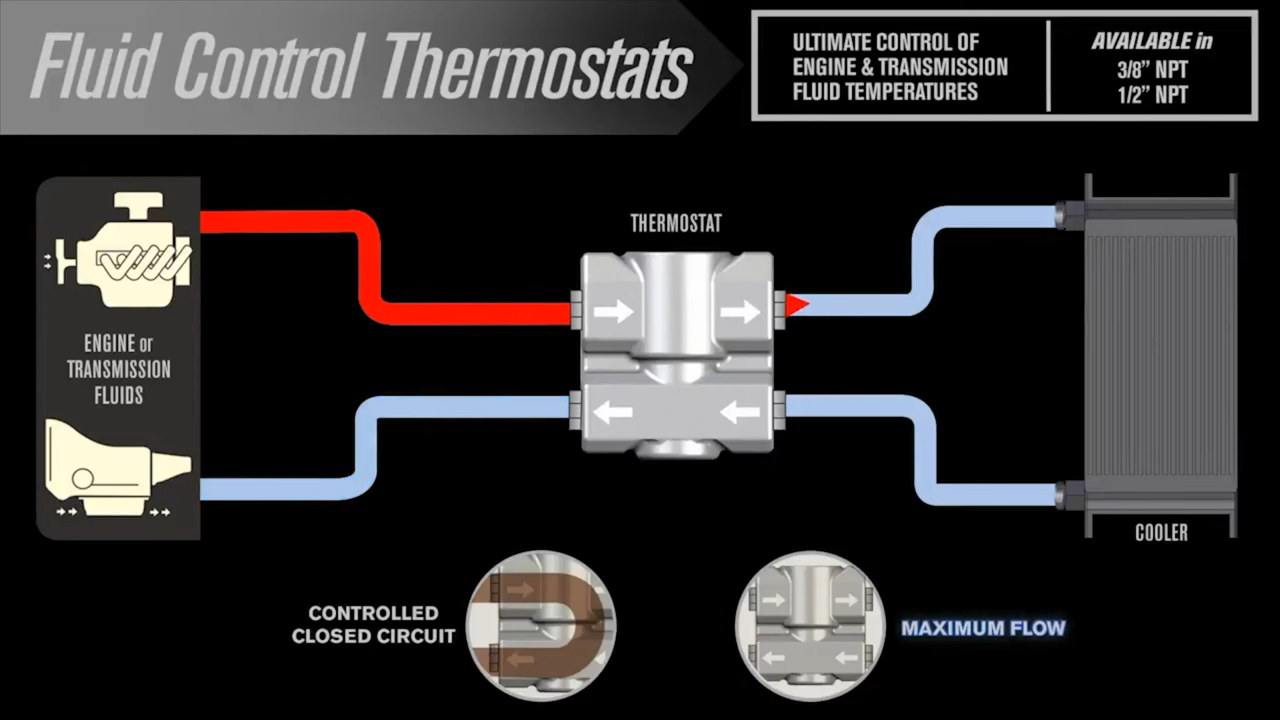 Fluid Control Thermostats
ULTIMATE CONTROL OF
ENGINE & TRANSMISSION
FLUID TEMPERATURES
AVAILABLE in
3/8” NPT
1/2” NPT
THERMOSTAT
ENGINE or
TRANSMISSION
FLUIDS
COOLER
CONTROLLED
CLOSED CIRCUIT
MAXIMUM FLOW